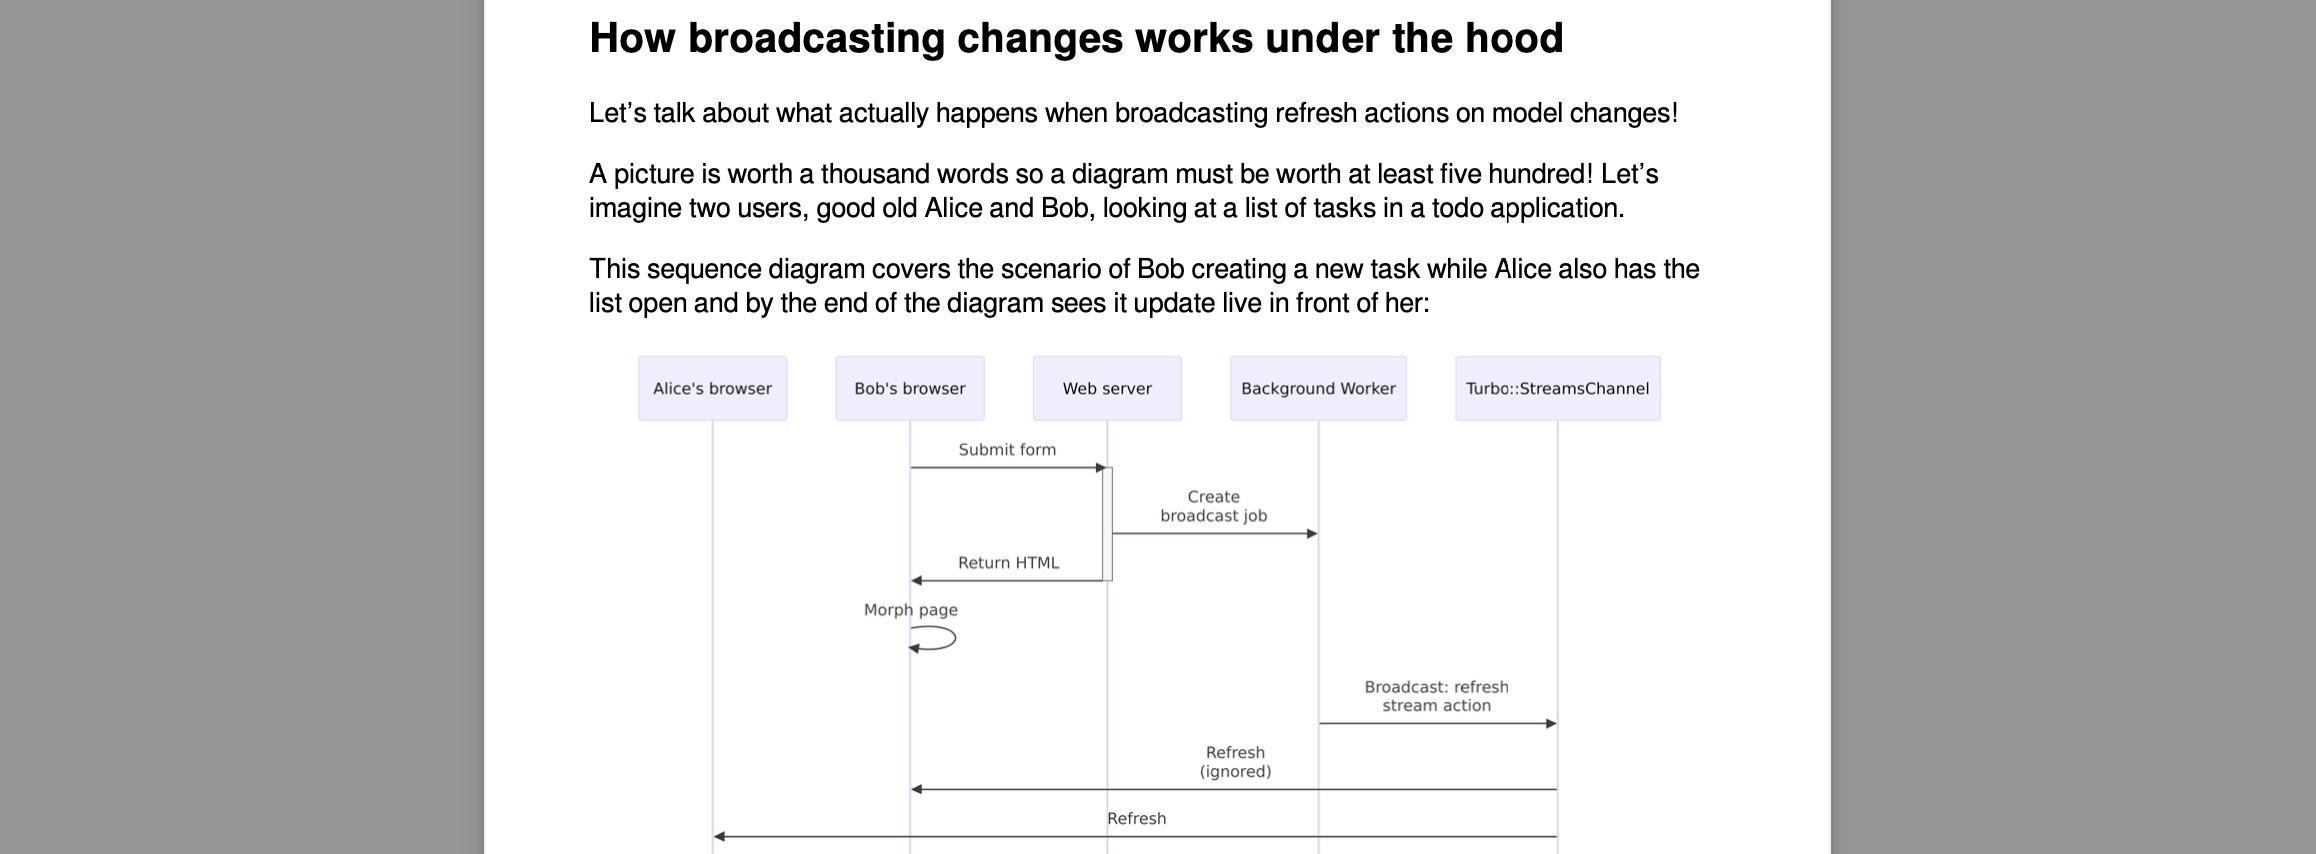 How broadcasting changes works under the hood
Let’s talk about what actually happens when broadcasting refresh actions on model changes!
A picture is worth a thousand words so a diagram must be worth at least five hundred! Let’s
imagine two users, good old Alice and Bob, looking at a list of tasks in a todo application.
This sequence diagram covers the scenario of Bob creating a new task while Alice also has the
list open and by the end of the diagram sees it update live in front of her:
Alice's browser
Bob's browser
Web server
Background Worker
Turbo::StreamsChannel
Submit form
Create
broadcast job
Return HTML
Morph page
Broadcast: refresh
stream action
Refresh
(ignored)
Refresh